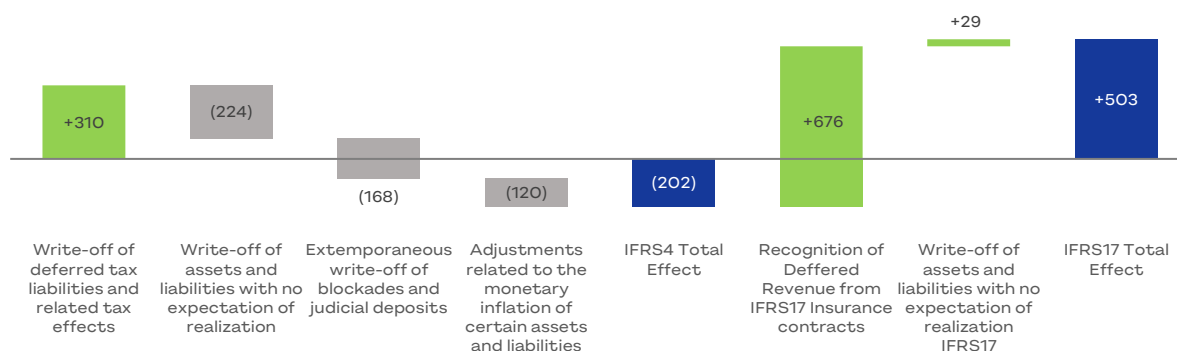 +29
+310
(224)
+676
+503
(168)
(120)
(202)
Write-off of
deferred tax
liabilities and
related tax
effects
Write-off of
assets and
liabilities with no
expectation of
realization
Extemporaneous
write-off of
blockades and
judicial deposits
Adjustments
related to the
monetary
inflation of
certain assets
and liabilities
IFRS4 Total
Effect
Recognition of
Deffered
Revenue from
IFRS17 Insurance
contracts
Write-off of
assets and
liabilities with no
expectation of
realization
IFRS17
IFRS17 Total
Effect